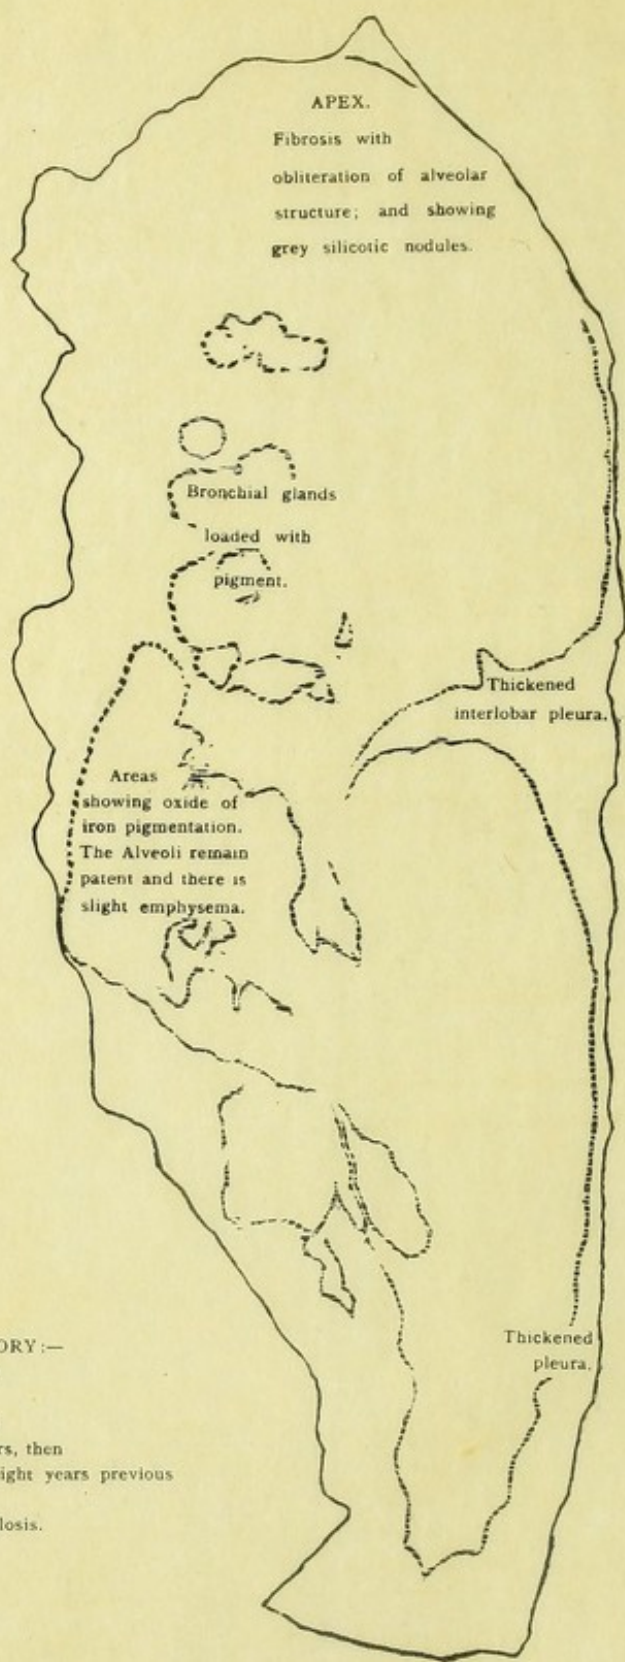 APEX.
Fibrosis with
obliteration of alveolar
structure; and showing
grey silicotic nodules.
Bronchial glands
loaded with
pigment.
Thickened
interlobar pleura.
Areas
showing oxide of
iron pigmentation.
The Alveoli remain
patent and there is
slight emphysema.
Thickened
pleura.
ORY:—
rs, then
ight years previous
losis.